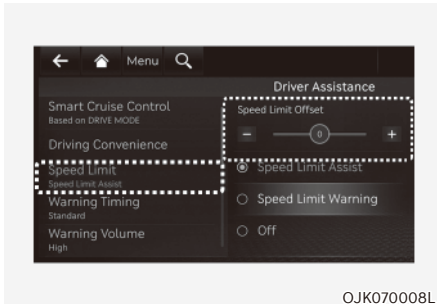 Menu
Driver Assistance
Smart Cruise Control
Based on DRIVE MODE
Driving Convenience
Speed Limit
Speed Limit Assist
Warning Timing
Standard
Warning Volume
High
Speed Limit Offset
0
Speed Limit Assist
Speed Limit Warning
Off
OJK070008L